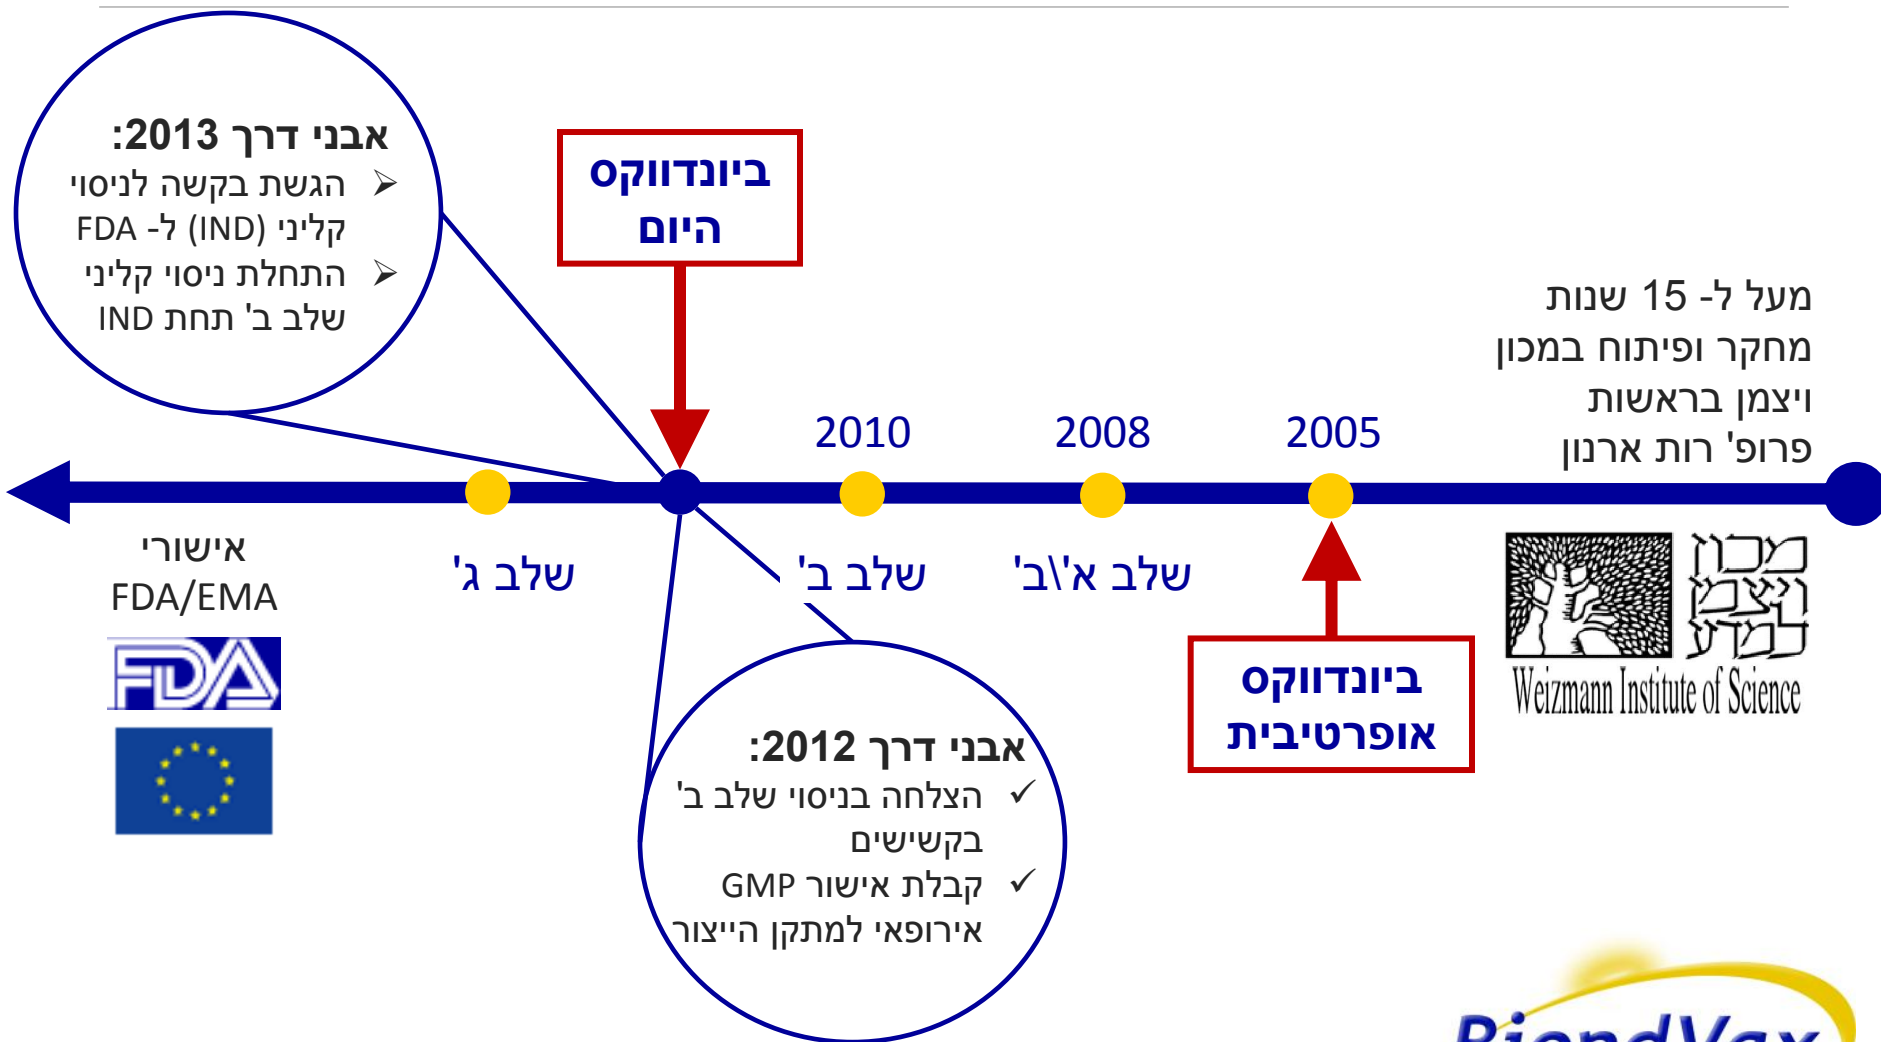 אבני דרך 2013:
הגשת בקשה לניסוי
קליני (IND) ל- FDA
התחלת ניסוי קליני
שלב ב' תחת IND
ביונדווקס
היום
מעל ל- 15 שנות
מחקר ופיתוח במכון
ויצמן בראשות
פרופ' רות ארנון
2005
2008
2010
שלב א'\ב'
שלב ב'
שלב ג'
אישורי
FDA/EMA
FDA
מכון
ויצמן
למדע
Weizmann Institute of Science
ביונדווקס
אופרטיבית
אבני דרך 2012:
הצלחה בניסוי שלב ב'
בקשישים
קבלת אישור GMP
אירופאי למתקן הייצור
BiondVax